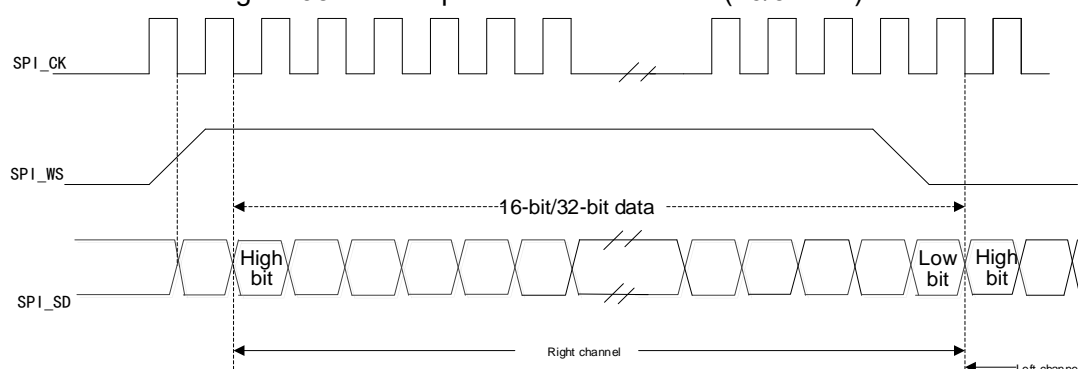 SPI_CK
SPI_WS
16-bit/32-bit data
High
bit
Low
bit
High
bit
SPI_SD
Right channel